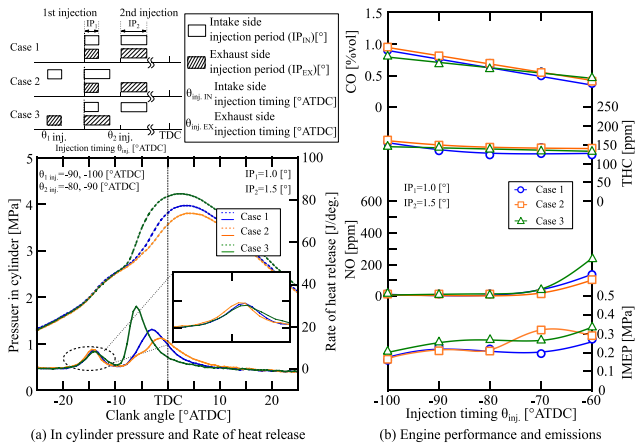 1st injection 2nd injection
IP1 IP2
Case 1
Case 2
Case 3
θ1 inj. θ2 inj. TDC
Injection timing θinj. [°ATDC]
Intake side
injection period (IPIN)[°]
Exhaust side
injection period (IPEX)[°]
θinj. IN Intake side
injection timing [°ATDC]
θinj. EX Exhaust side
injection timing [°ATDC]
θ1 inj.=-90, -100 [°ATDC]
θ2 inj.=-80, -90 [°ATDC]
IP1=1.0 [°]
IP2=1.5 [°]
Case 1
Case 2
Case 3
Pressuer in cylinder [MPa]
5
4
3
2
1
0
Rate of heat release [J/deg.]
100
80
60
40
20
0
-20 -10 TDC 10 20
Clank angle [°ATDC]
(a) In cylinder pressure and Rate of heat release
CO [%vol]
1.5
1.0
0.5
0.0
THC [ppm]
250
200
150
100
50
0
IP1=1.0 [°]
IP2=1.5 [°]
Case 1
Case 2
Case 3
NO [ppm]
600
400
200
0
IMEP [MPa]
0.5
0.4
0.3
0.2
0.1
0
-100 -90 -80 -70 -60
Injection timing θinj. [°ATDC]
(b) Engine performance and emissions